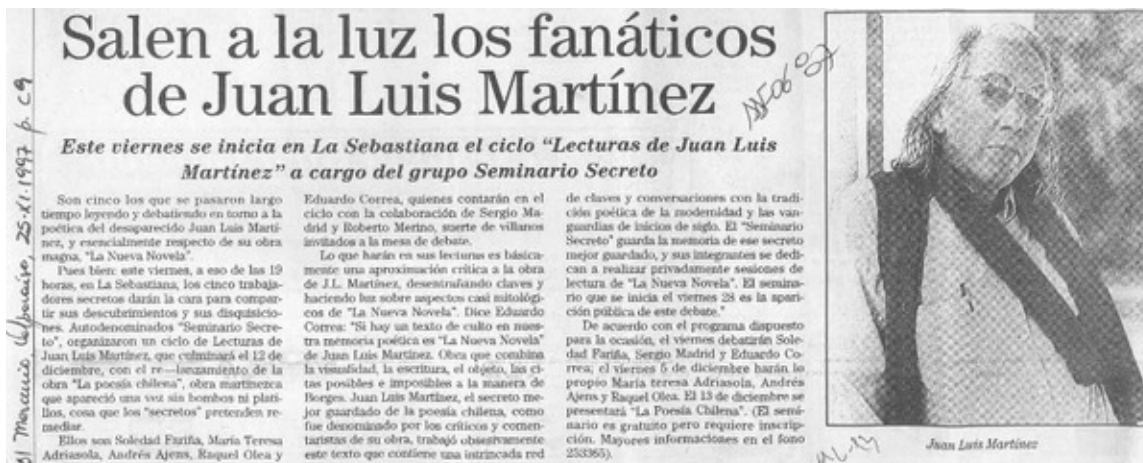 Salen a la luz los fanáticos
de Juan Luis Martínez
Este viernes se inicia en La Sebastiana el ciclo "Lecturas de Juan Luis
Martínez" a cargo del grupo Seminario Secreto
Son cinco los que se pasaron largo
tiempo leyendo y debatiendo en torno a la
poética del desaparecido Juan Luis Martí-
nez, y esencialmente respecto de su obra
magna, "La Nueva Novela".
Pues bien: este viernes, a eso de las 19
horas, en La Sebastiana, los cinco trabaja-
dores secretos darán la cara para compar-
tir sus descubrimientos y sus disquisicio-
nes. Autodenominados "Seminario Secre-
to", organizaron un ciclo de Lecturas de
Juan Luis Martínez, que culminará el 12 de
diciembre, con el re—lanzamiento de la
obra "La poesía chilena", obra martinezca
que apareció una vez sin bombos ni plati-
llos, cosa que los "secretos" pretenden re-
mediar.
Ellos son Soledad Fariña, María Teresa
Adriasola, Andrés Ajens, Raquel Olea y
Eduardo Correa, quienes contarán en el
ciclo con la colaboración de Sergio Ma-
drid y Roberto Merino, suerte de villanos
invitados a la mesa de debate.
Lo que harán en sus lecturas es básica-
mente una aproximación crítica a la obra
de J.L. Martínez, desentrañando claves y
haciendo luz sobre aspectos casi mitológi-
cos de "La Nueva Novela". Dice Eduardo
Correa: "Si hay un texto de culto en nues-
tra memoria poética es "La Nueva Novela"
de Juan Luis Martínez. Obra que combina
la visualidad, la escritura, el objeto, las ci-
tas posibles e imposibles a la manera de
Borges. Juan Luis Martínez, el secreto me-
jor guardado de la poesía chilena, como
fue denominado por los críticos y comen-
taristas de su obra, trabajó obsesivamente
este texto que contiene una intrincada red
de claves y conversaciones con la tradi-
ción poética de la modernidad y las van-
guardias de inicios de siglo. El "Seminario
Secreto" guarda la memoria de ese secreto
mejor guardado, y sus integrantes se dedi-
can a realizar privadamente sesiones de
lectura de "La Nueva Novela". El semina-
rio que se inicia el viernes 28 es la apari-
ción pública de este debate."
De acuerdo con el programa dispuesto
para la ocasión, el viernes debatirán Sole-
dad Fariña, Sergio Madrid y Eduardo Co-
rrea; el viernes 5 de diciembre harán lo
propio María teresa Adriasola, Andrés
Ajens y Raquel Olea. El 13 de diciembre se
presentará "La Poesía Chilena". (El semi-
nario es gratuito pero requiere inscrip-
ción. Mayores informaciones en el fono
253365).
Juan Luis Martínez
El Mercurio, Valparaíso, 25-XI-1997 p. C9